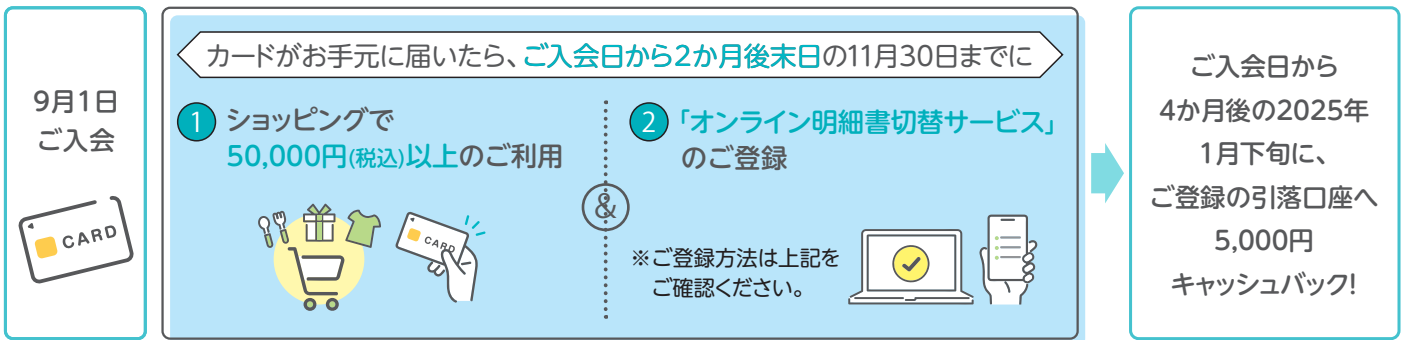 9月1日
ご入会
CARD
カードがお手元に届いたら、ご入会日から2か月後末日の11月30日までに
1 ショッピングで
50,000円(税込)以上のご利用
CARD
&
2 「オンライン明細書切替サービス」
のご登録
※ご登録方法は上記を
ご確認ください。
ご入会日から
4か月後の2025年
1月下旬に、
ご登録の引落口座へ
5,000円
キャッシュバック!